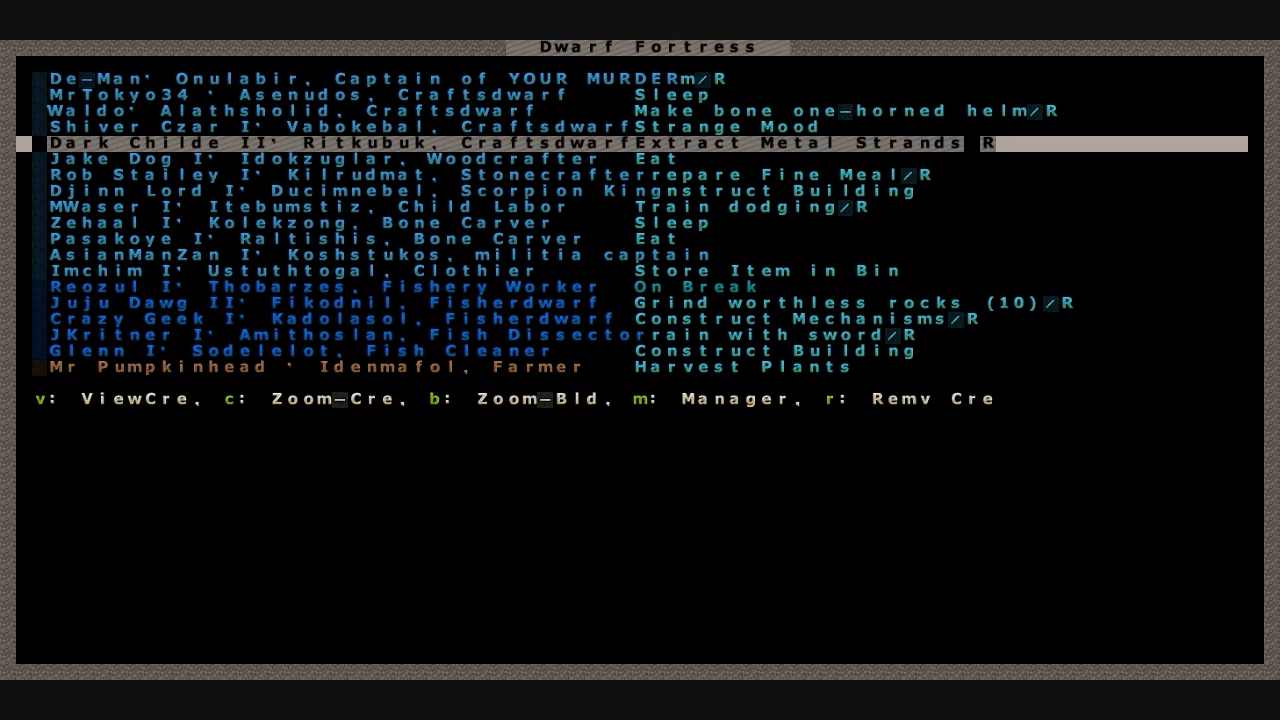 Dwarf Fortress
De–Man' Onulabir, Captain of YOUR MURDERm/R
MrTokyo34 ' Asenudos, Craftsdwarf Sleep
Waldo' Alathsholid, Craftsdwarf Make bone one–horned helm/R
Shiver Czar I' Vabokebal, Craftsdwarf Strange Mood
Dark Childe II' Ritkubuk, Craftsdwarf Extract Metal Strands R
Jake Dog I' Idokzuglar, Woodcrafter Eat
Rob Stailey I' Kilrudmat, Stonecrafterrepare Fine Meal/R
Djinn Lord I' Ducimnebel, Scorpion Kingnstruct Building
MWaser I' Itebumstiz, Child Labor Train dodging/R
Zehaal I' Kolekzong, Bone Carver Sleep
Pasakoye I' Raltishis, Bone Carver Eat
AsianManZan I' Koshstukos, militia captain
Imchim I' Ustuthtogal, Clothier Store Item in Bin
Reozul I' Thobarzes, Fishery Worker On Break
Juju Dawg II' Fikodnil, Fisherdwarf Grind worthless rocks (10)/R
Crazy Geek I' Kadolasol, Fisherdwarf Construct Mechanisms/R
JKritner I' Amithoslan, Fish Dissectorrain with sword/R
Glenn I' Sodelelot, Fish Cleaner Construct Building
Mr Pumpkinhead ' Idenmafol, Farmer Harvest Plants
v: ViewCre, c: Zoom–Cre, b: Zoom–Bld, m: Manager, r: Remv Cre